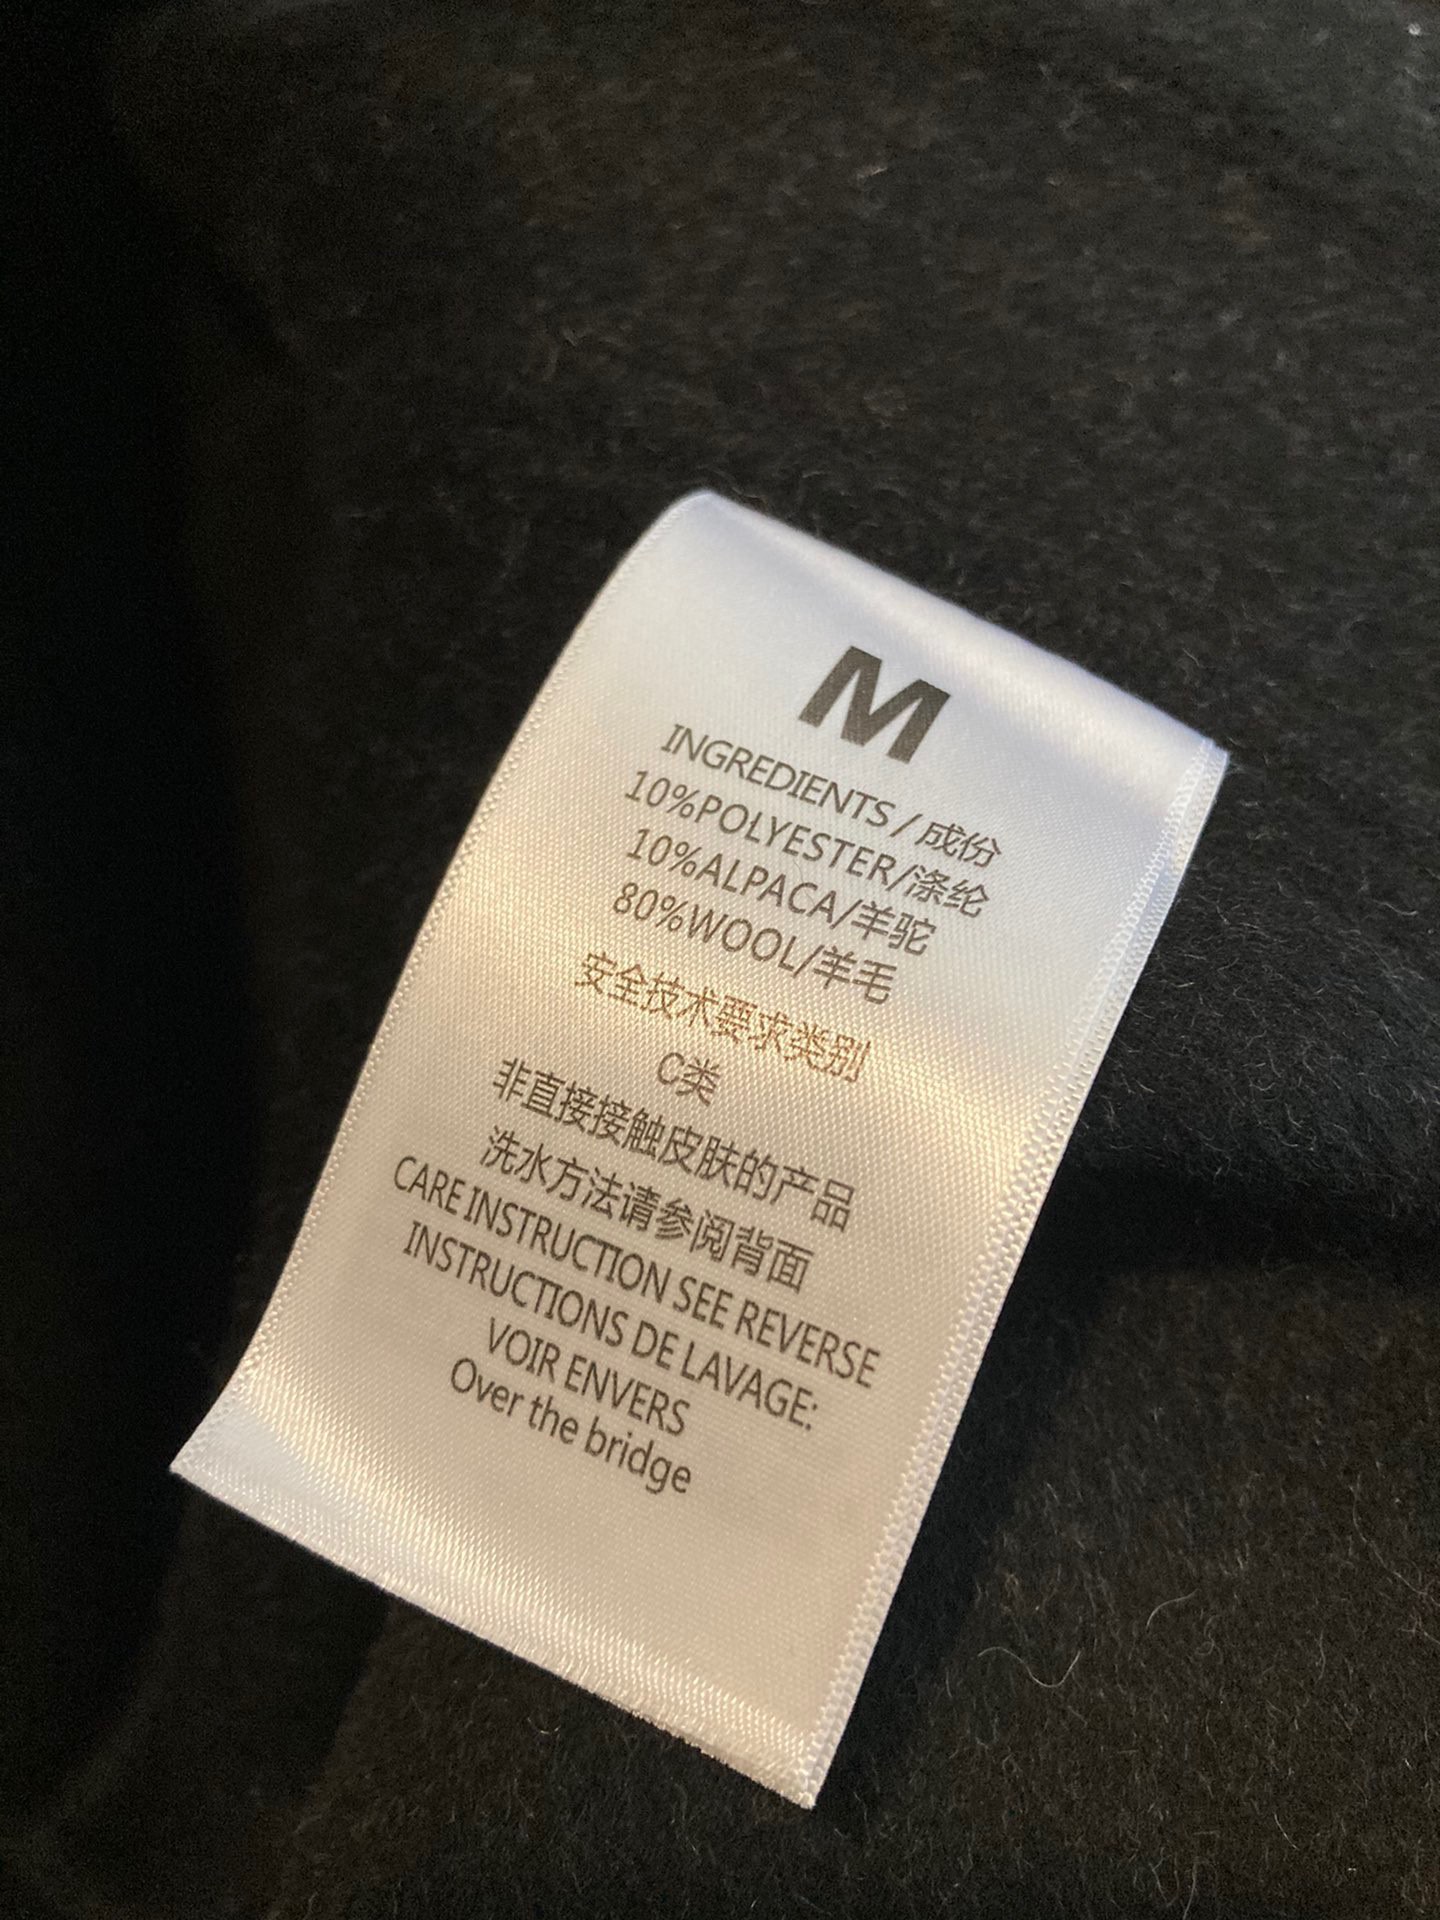 M
INGREDIENTS / 成份
10%POLYESTER/涤纶
10%ALPACA/羊驼
80%WOOL/羊毛
安全技术要求类别
C类
非直接接触皮肤的产品
洗水方法请参阅背面
CARE INSTRUCTION SEE REVERSE
INSTRUCTIONS DE LAVAGE:
VOIR ENVERS
Over the bridge